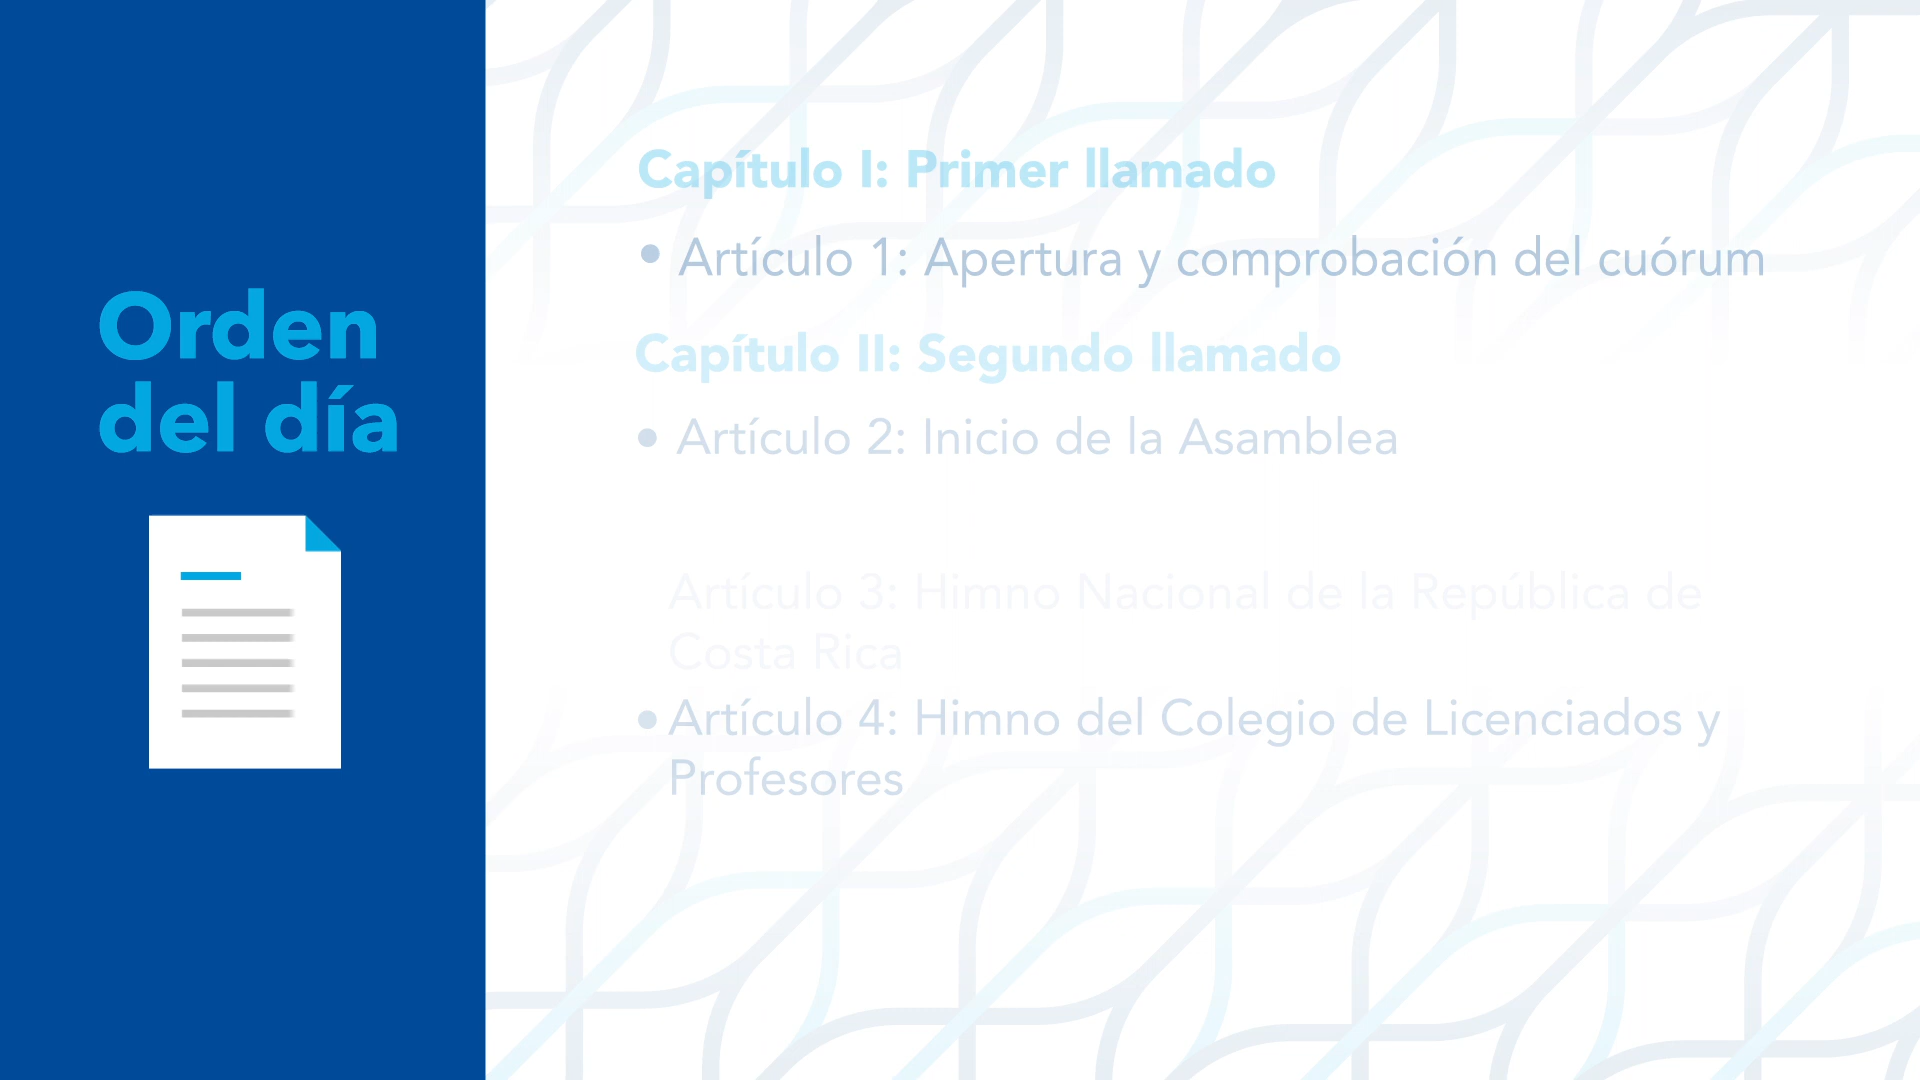 Orden
del día
Capítulo I: Primer llamado
• Artículo 1: Apertura y comprobación del cuórum
Capítulo II: Segundo llamado
• Artículo 2: Inicio de la Asamblea
Artículo 3: Himno Nacional de la República de
Costa Rica
• Artículo 4: Himno del Colegio de Licenciados y
Profesores